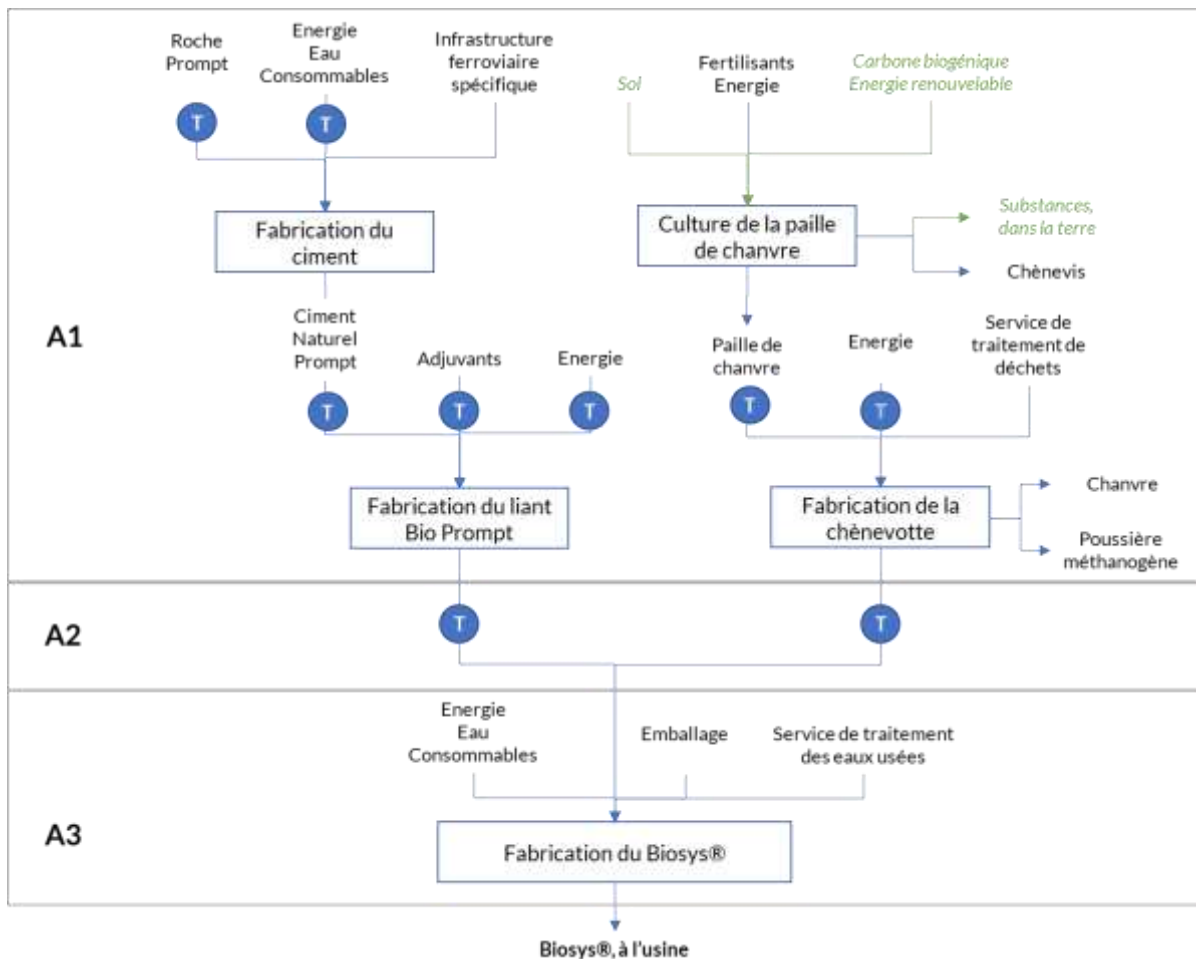 Roche
Prompt
Energie
Eau
Consommables
Infrastructure
ferroviaire
spécifique
Sol
Fertilisants
Energie
Carbone biogénique
Energie renouvelable
T
T
Fabrication du
ciment
Culture de la paille
de chanvre
Substances,
dans la terre
Chènevis
A1
Ciment
Naturel
Prompt
Adjuvants
Energie
Paille de
chanvre
Energie
Service de
traitement de
déchets
T
T
T
T
T
Fabrication du liant
Bio Prompt
Fabrication de la
chènevotte
Chanvre
Poussière
méthanogène
A2
T
T
A3
Energie
Eau
Consommables
Emballage
Service de traitement
des eaux usées
Fabrication du Biosys®
Biosys®, à l'usine